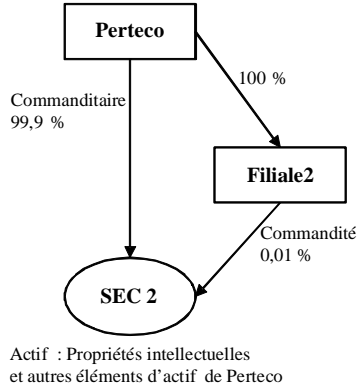 Perteco
100 %
Commanditaire
99,9 %
Filiale2
Commandité
0,01 %
SEC 2
Actif : Propriétés intellectuelles
et autres éléments d'actif de Perteco